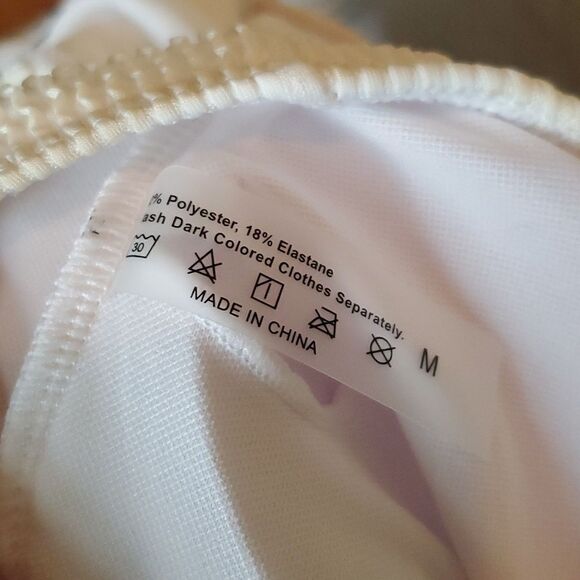 % Polyester, 18% Elastane
ash Dark Colored Clothes Separately.
30
M
MADE IN CHINA